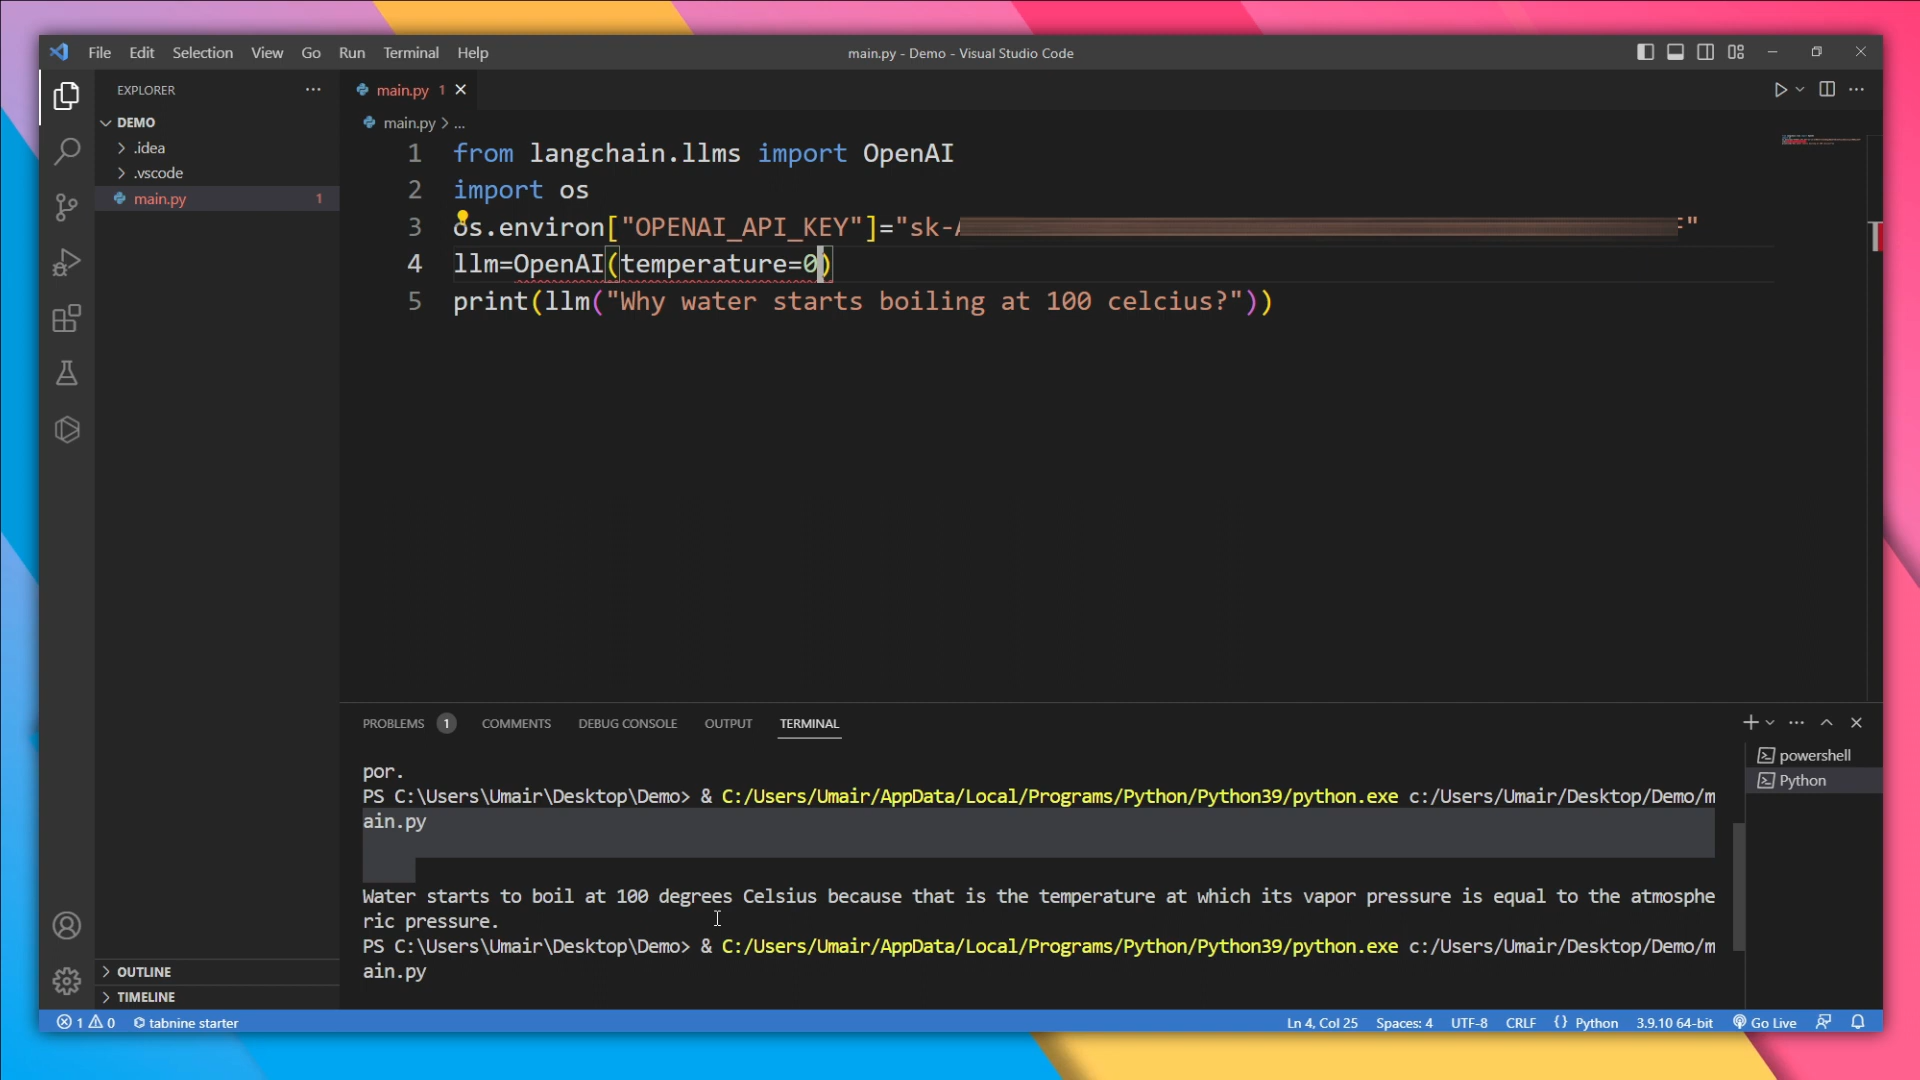 File Edit Selection View Go Run Terminal Help
main.py - Demo - Visual Studio Code
EXPLORER
DEMO
.idea
.vscode
main.py 1
OUTLINE
TIMELINE
main.py 1
main.py > ...
1 from langchain.llms import OpenAI
2 import os
3 os.environ["OPENAI_API_KEY"]="sk-
4 llm=OpenAI(temperature=0)
5 print(llm("Why water starts boiling at 100 celcius?"))
PROBLEMS 1 COMMENTS DEBUG CONSOLE OUTPUT TERMINAL
powershell
Python
por.
PS C:\Users\Umair\Desktop\Demo> & C:/Users/Umair/AppData/Local/Programs/Python/Python39/python.exe c:/Users/Umair/Desktop/Demo/m
ain.py
Water starts to boil at 100 degrees Celsius because that is the temperature at which its vapor pressure is equal to the atmosphe
ric pressure.
PS C:\Users\Umair\Desktop\Demo> & C:/Users/Umair/AppData/Local/Programs/Python/Python39/python.exe c:/Users/Umair/Desktop/Demo/m
ain.py
1 0 tabnine starter
Ln 4, Col 25 Spaces: 4 UTF-8 CRLF {} Python 3.9.10 64-bit Go Live